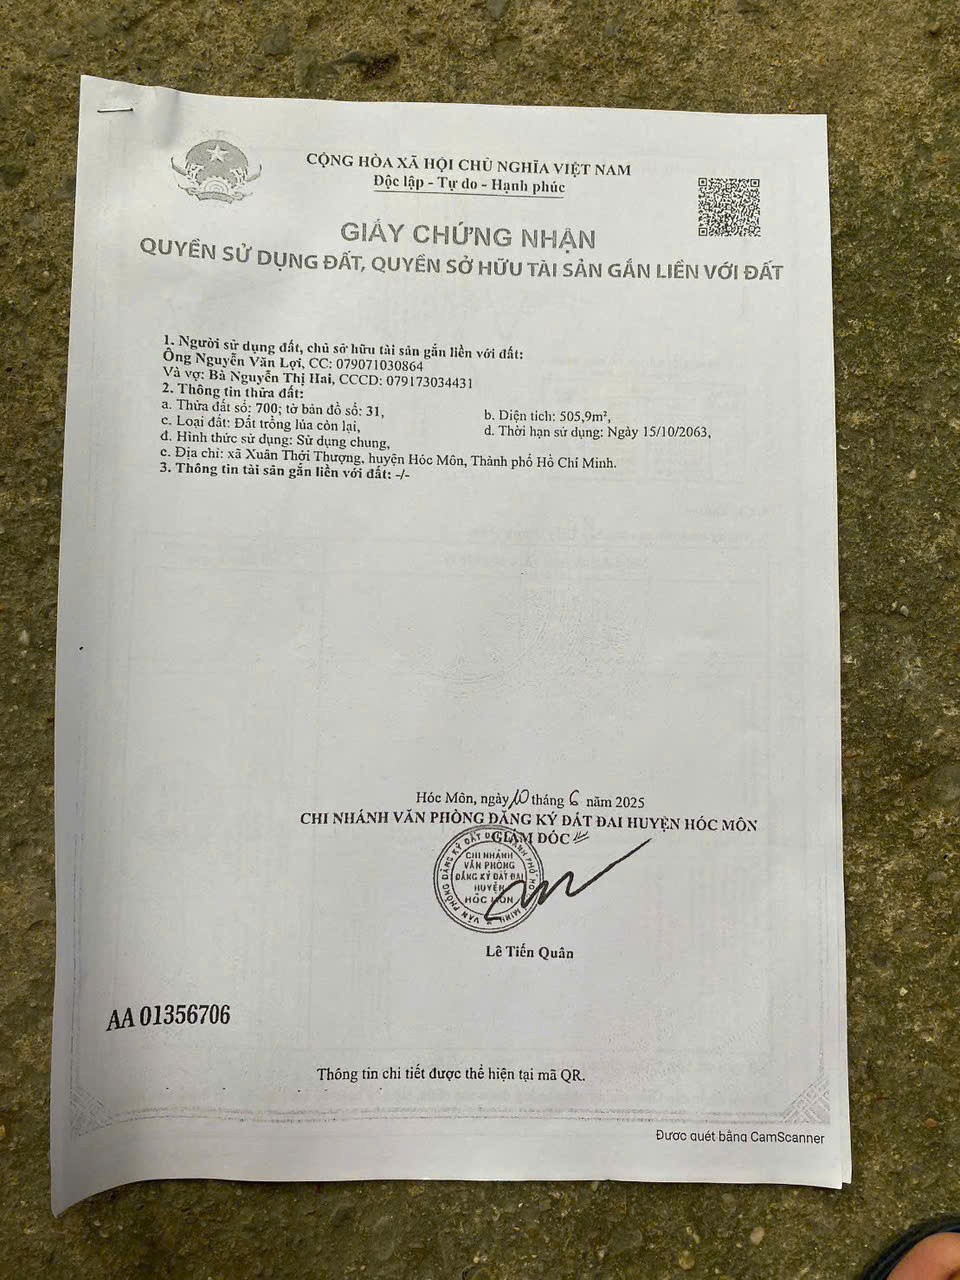 CỘNG HÒA XÃ HỘI CHỦ NGHĨA VIỆT NAM
Độc lập - Tự do - Hạnh phúc
GIẤY CHỨNG NHẬN
QUYỀN SỬ DỤNG ĐẤT, QUYỀN SỞ HỮU TÀI SẢN GẮN LIỀN VỚI ĐẤT
1. Người sử dụng đất, chủ sở hữu tài sản gắn liền với đất:
Ông Nguyễn Văn Lợi, CC: 079071030864
Và vợ: Bà Nguyễn Thị Hai, CCCD: 079173034431
2. Thông tin thửa đất:
a. Thửa đất số: 700; tờ bản đồ số: 31, b. Diện tích: 505,9m²,
c. Loại đất: Đất trồng lúa còn lại, d. Thời hạn sử dụng: Ngày 15/10/2063,
đ. Hình thức sử dụng: Sử dụng chung,
e. Địa chỉ: xã Xuân Thới Thượng, huyện Hóc Môn, Thành phố Hồ Chí Minh.
3. Thông tin tài sản gắn liền với đất: -/-
Hóc Môn, ngày 10 tháng 6 năm 2025
CHI NHÁNH VĂN PHÒNG ĐĂNG KÝ ĐẤT ĐAI HUYỆN HÓC MÔN
GIÁM ĐỐC
CHI NHÁNH
VĂN PHÒNG
ĐĂNG KÝ ĐẤT ĐAI
HUYỆN
HÓC MÔN
Lê Tiến Quân
AA 01356706
Thông tin chi tiết được thể hiện tại mã QR.
Được quét bằng CamScanner